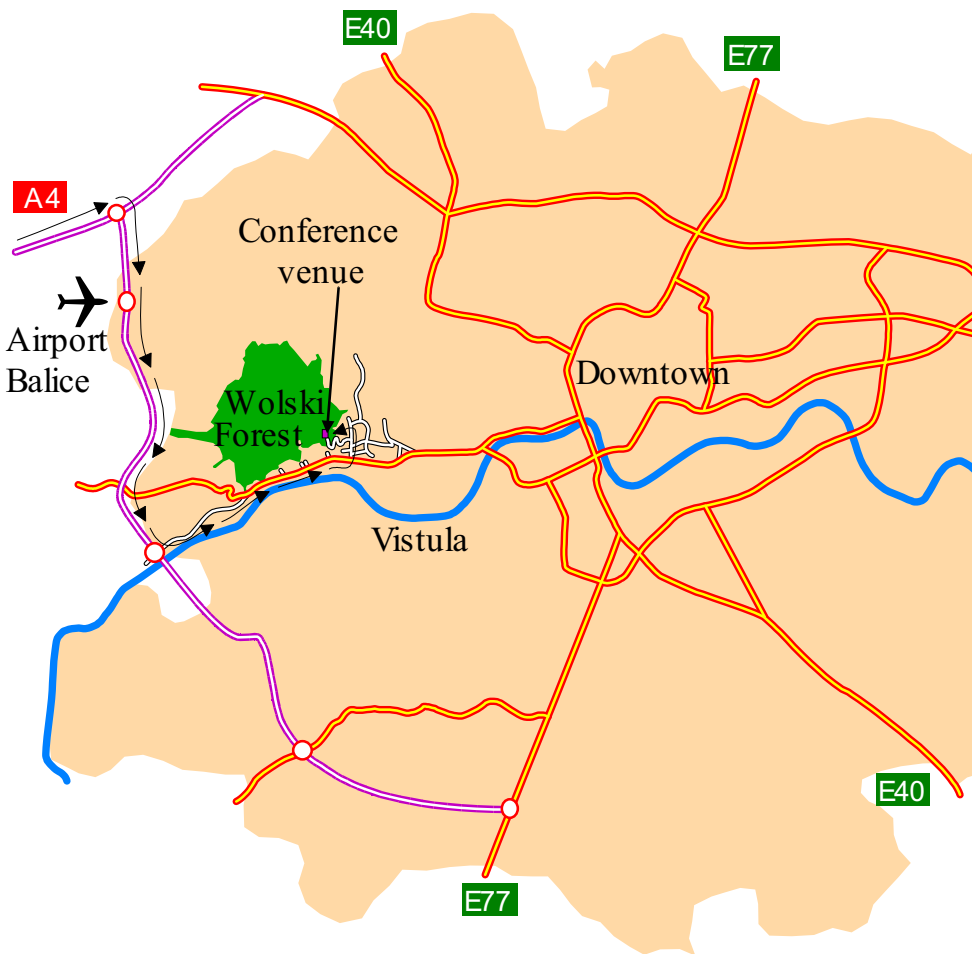 E40
E77
A4
Conference
venue
Airport
Balice
Downtown
Wolski
Forest
Vistula
E40
E77